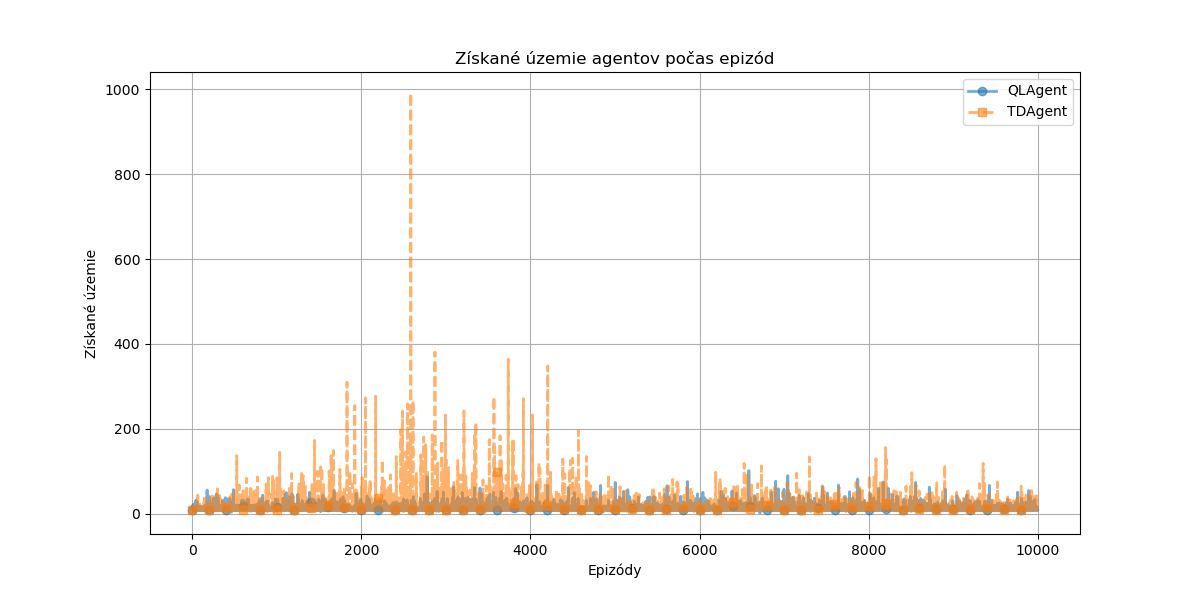 Získané územie agentov počas epizód
QLAgent
TDAgent
Získané územie
1000
800
600
400
200
0
0 2000 4000 6000 8000 10000
Epizódy